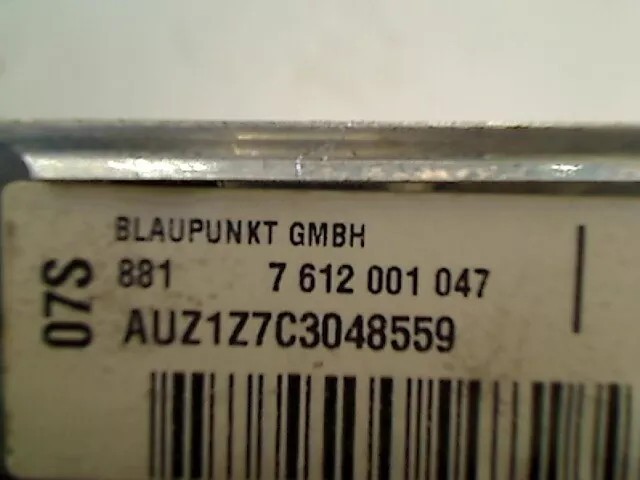 BLAUPUNKT GMBH
881 7 612 001 047
AUZ1Z7C3048559
07S